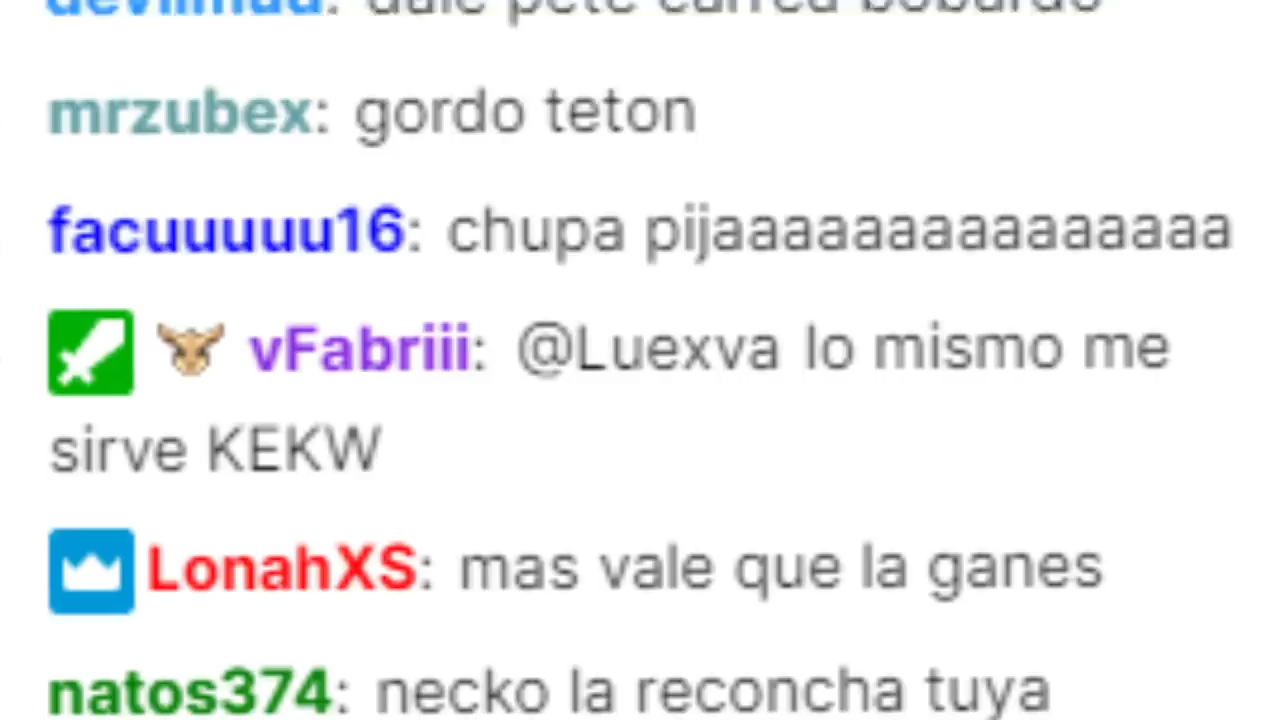 mrzubex: gordo teton
facuuuuu16: chupa pijaaaaaaaaaaaaaaa
vFabriii: @Luexva lo mismo me
sirve KEKW
LonahXS: mas vale que la ganes
natos374: necko la reconcha tuya